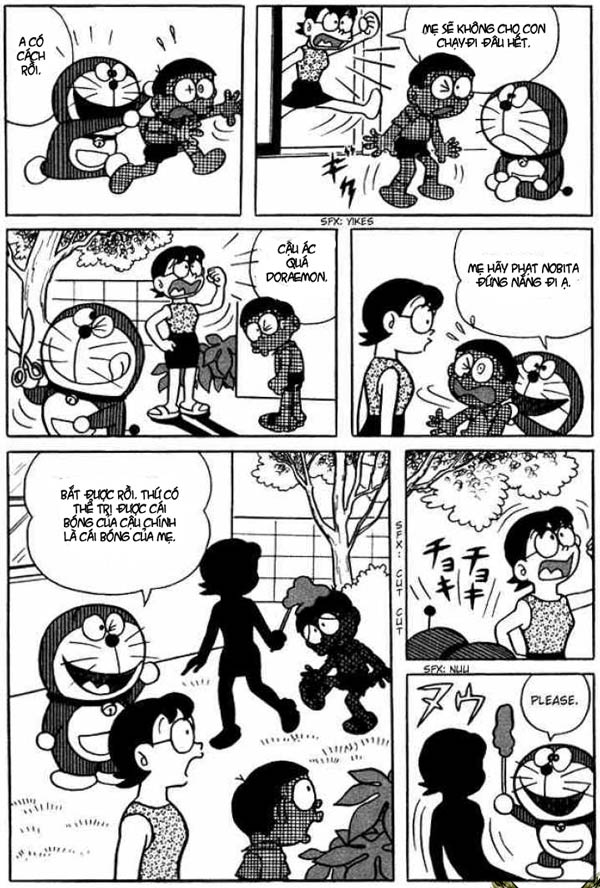 MẸ SẼ KHÔNG CHO CON
CHẠY ĐI ĐÂU HẾT.
SFX: YIKES
A CÓ
CÁCH
RỒI.
MẸ HÃY PHẠT NOBITA
ĐÚNG NẮNG ĐI Ạ.
CẬU ÁC
QUÁ
DORAEMON.
チョキ
チョキ
SFX: CUT CUT
SFX: NUU
ヌウ
PLEASE.
BẮT ĐƯỢC RỒI. THỨ CÓ
THỂ TRỊ ĐƯỢC CÁI
BÓNG CỦA CẬU CHÍNH
LÀ CÁI BÓNG CỦA MẸ.